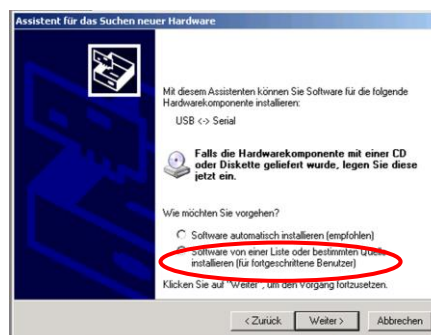 Assistent für das Suchen neuer Hardware
Mit diesem Assistenten können Sie Software für die folgende
Hardwarekomponente installieren:
USB <-> Serial
Falls die Hardwarekomponente mit einer CD
oder Diskette geliefert wurde, legen Sie diese
jetzt ein.
Wie möchten Sie vorgehen?
Software automatisch installieren (empfohlen)
Software von einer Liste oder bestimmten Quelle
installieren (für fortgeschrittene Benutzer)
Klicken Sie auf "Weiter", um den Vorgang fortzusetzen.
< Zurück Weiter > Abbrechen